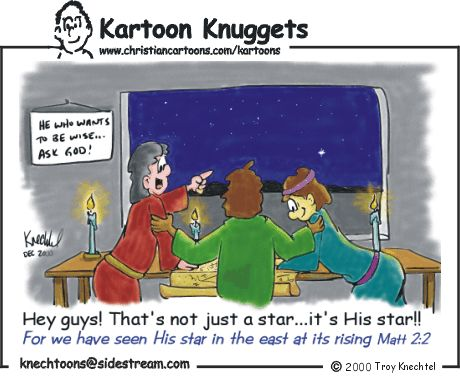 Kartoon Knuggets
www.christiancartoons.com/kartoons
HE WHO WANTS
TO BE WISE...
ASK GOD!
Knechtel
DEC 2000
Hey guys! That's not just a star...it's His star!!
For we have seen His star in the east at its rising Matt 2:2
knechtoons@sidestream.com
© 2000 Troy Knechtel